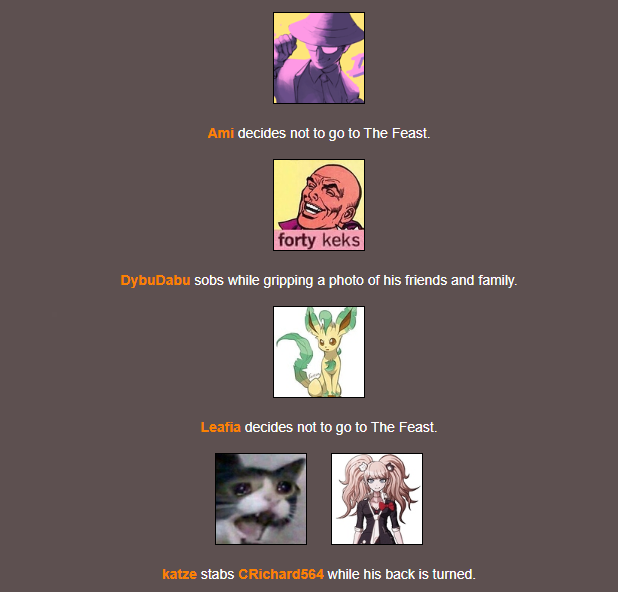 Ami decides not to go to The Feast.
forty keks
DybuDabu sobs while gripping a photo of his friends and family.
Leafia decides not to go to The Feast.
katze stabs CRichard564 while his back is turned.